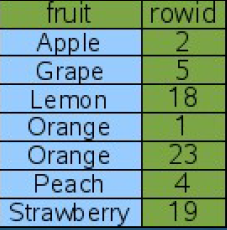 fruit rowid
Apple 2
Grape 5
Lemon 18
Orange 1
Orange 23
Peach 4
Strawberry 19